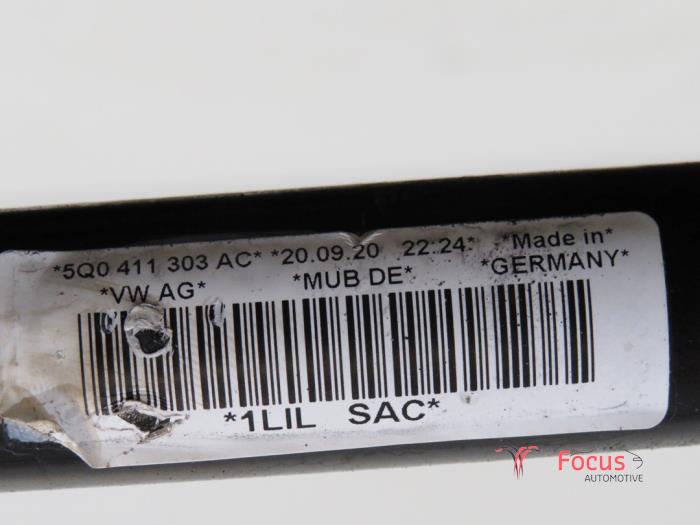 *5Q0 411 303 AC* *20.09.20 22:24* *Made in*
*VW AG* *MUB DE* *GERMANY*
*1LIL SAC*
Focus
AUTOMOTIVE